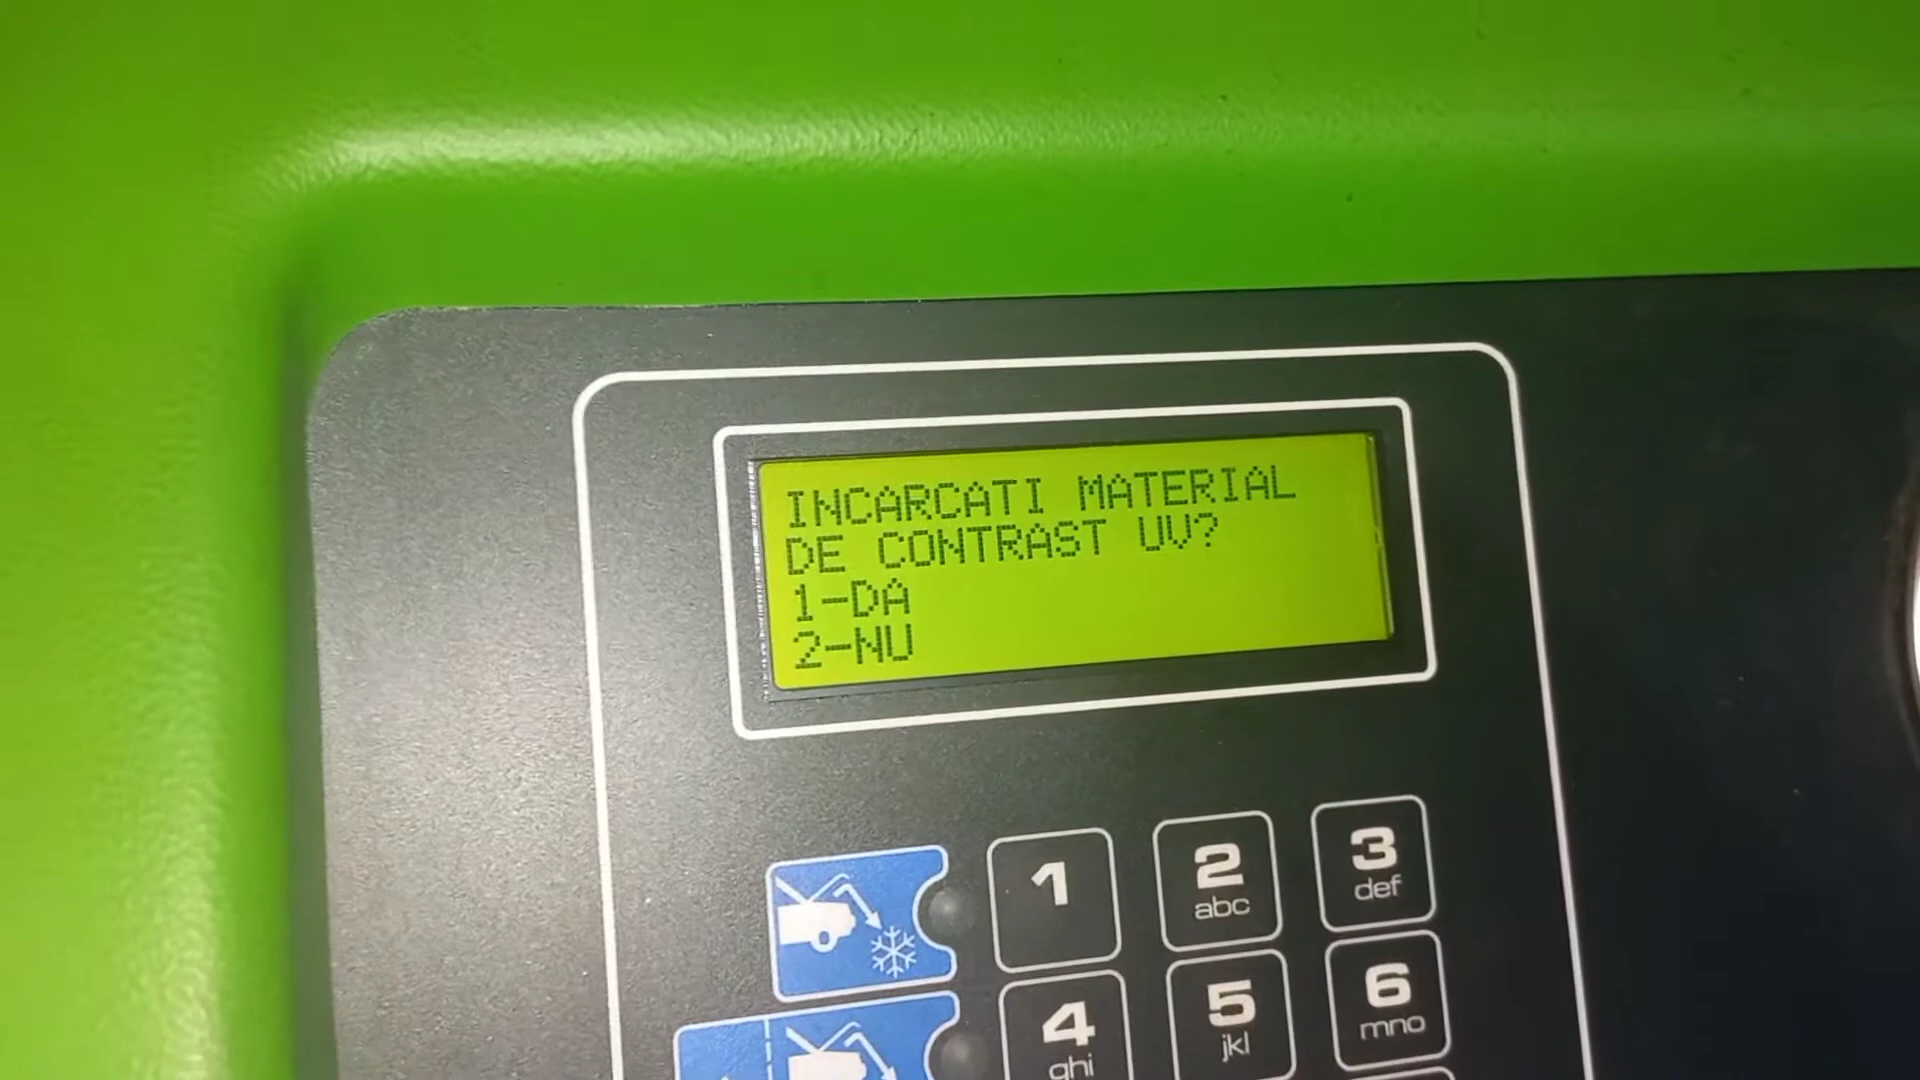 INCARCATI MATERIAL
DE CONTRAST UV?
1-DA
2-NU
1
2
abc
3
def
4
ghi
5
jkl
6
mno